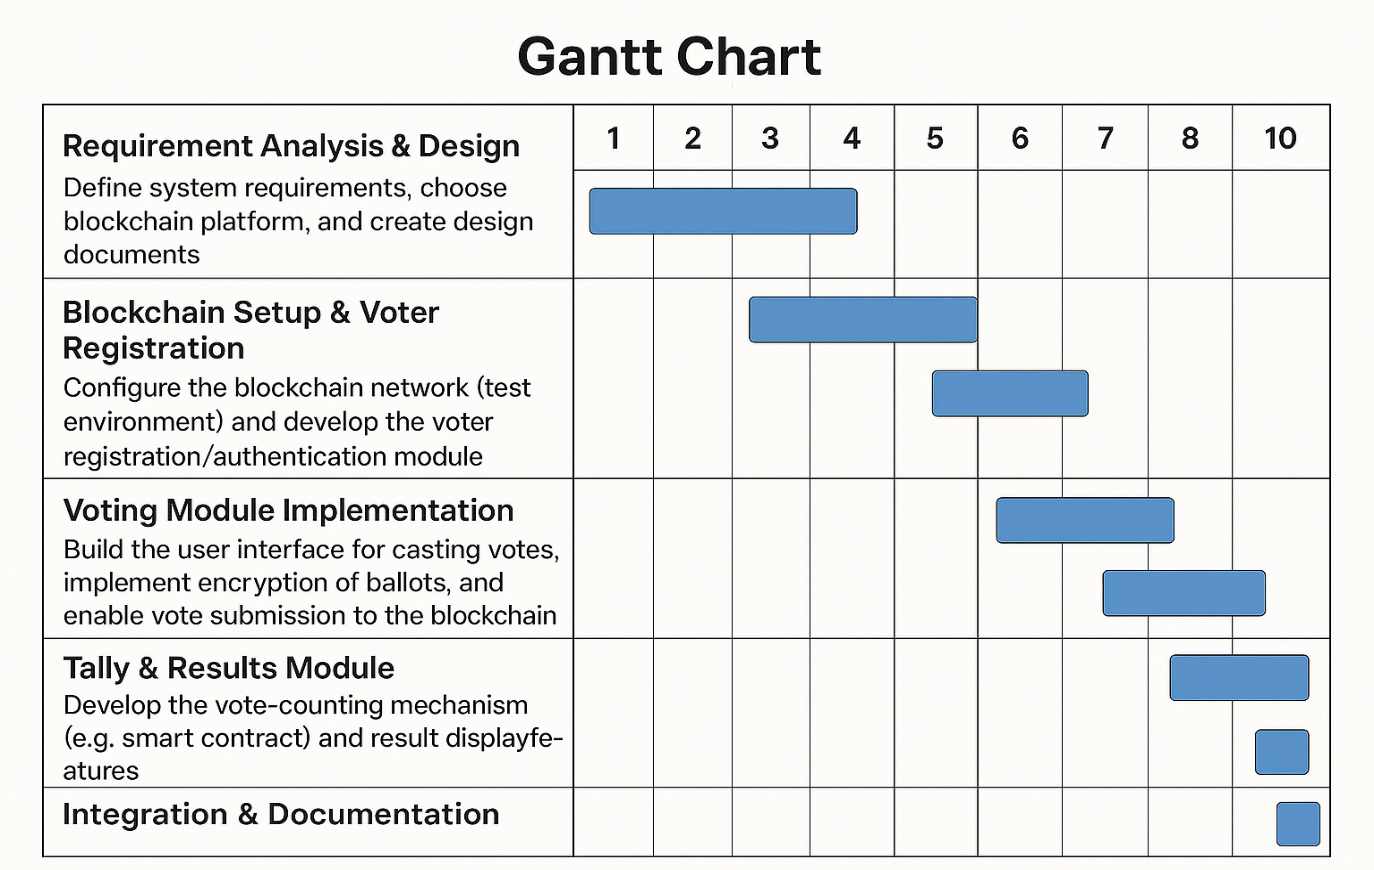 Gantt Chart
Requirement Analysis & Design
1 2 3 4 5 6 7 8 10
Define system requirements, choose
blockchain platform, and create design
documents
Blockchain Setup & Voter
Registration
Configure the blockchain network (test
environment) and develop the voter
registration/authentication module
Voting Module Implementation
Build the user interface for casting votes,
implement encryption of ballots, and
enable vote submission to the blockchain
Tally & Results Module
Develop the vote-counting mechanism
(e.g. smart contract) and result displayfe-
atures
Integration & Documentation